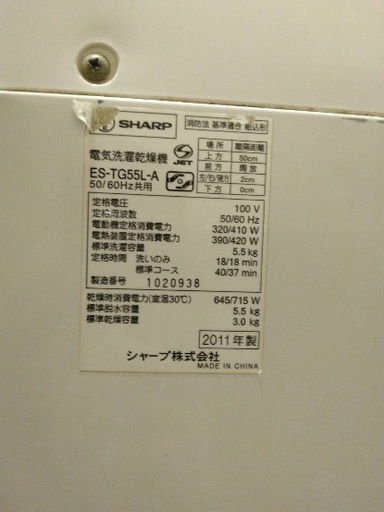 SHARP
消防法 基準適合 組込形
電気洗濯乾燥機
JET
ES-TG55L-A
50/60Hz共用
場所 離隔距離
上方 50cm
前方 開放
左/右/後方 2cm
下方 0cm
定格電圧 100 V
定格周波数 50/60 Hz
電動機定格消費電力 320/410 W
電熱装置定格消費電力 390/420 W
標準洗濯容量 5.5 kg
定格時間 洗いのみ 18/18 min
標準コース 40/37 min
製造番号 1020938
乾燥時消費電力(室温30℃) 645/715 W
標準脱水容量 5.5 kg
標準乾燥容量 3.0 kg
2011年製
シャープ株式会社
MADE IN CHINA